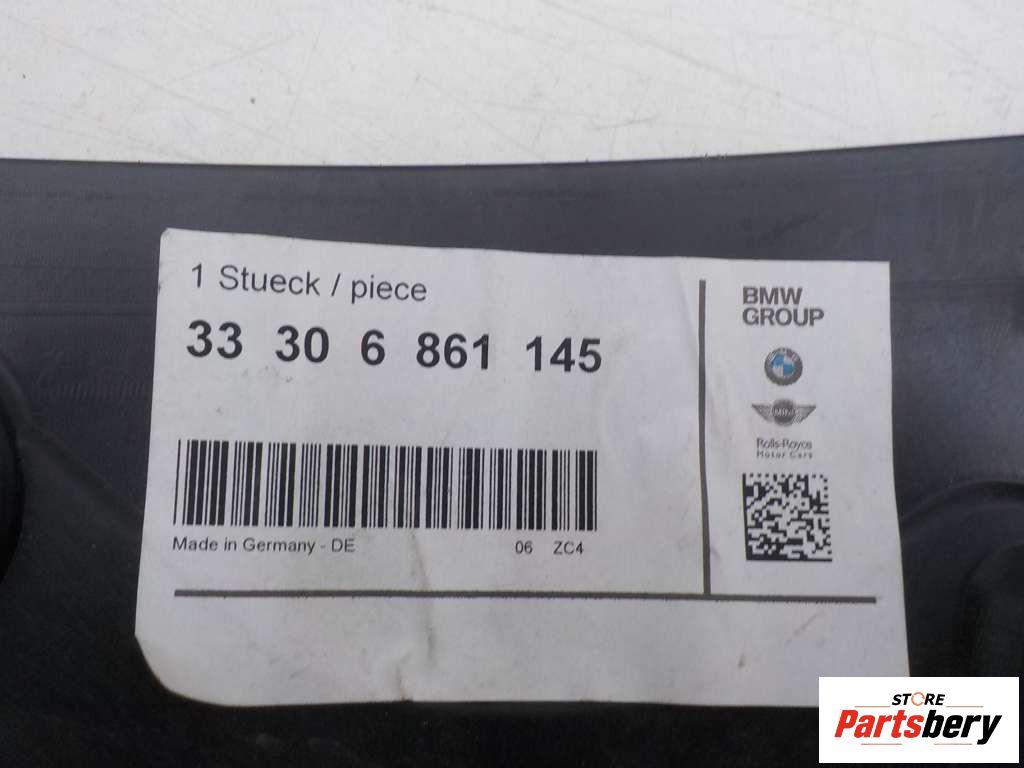 1 Stueck / piece
33 30 6 861 145
Made in Germany - DE
06 ZC4
BMW
GROUP
MINI
Rolls-Royce
Motor Cars
STORE
Partsbery